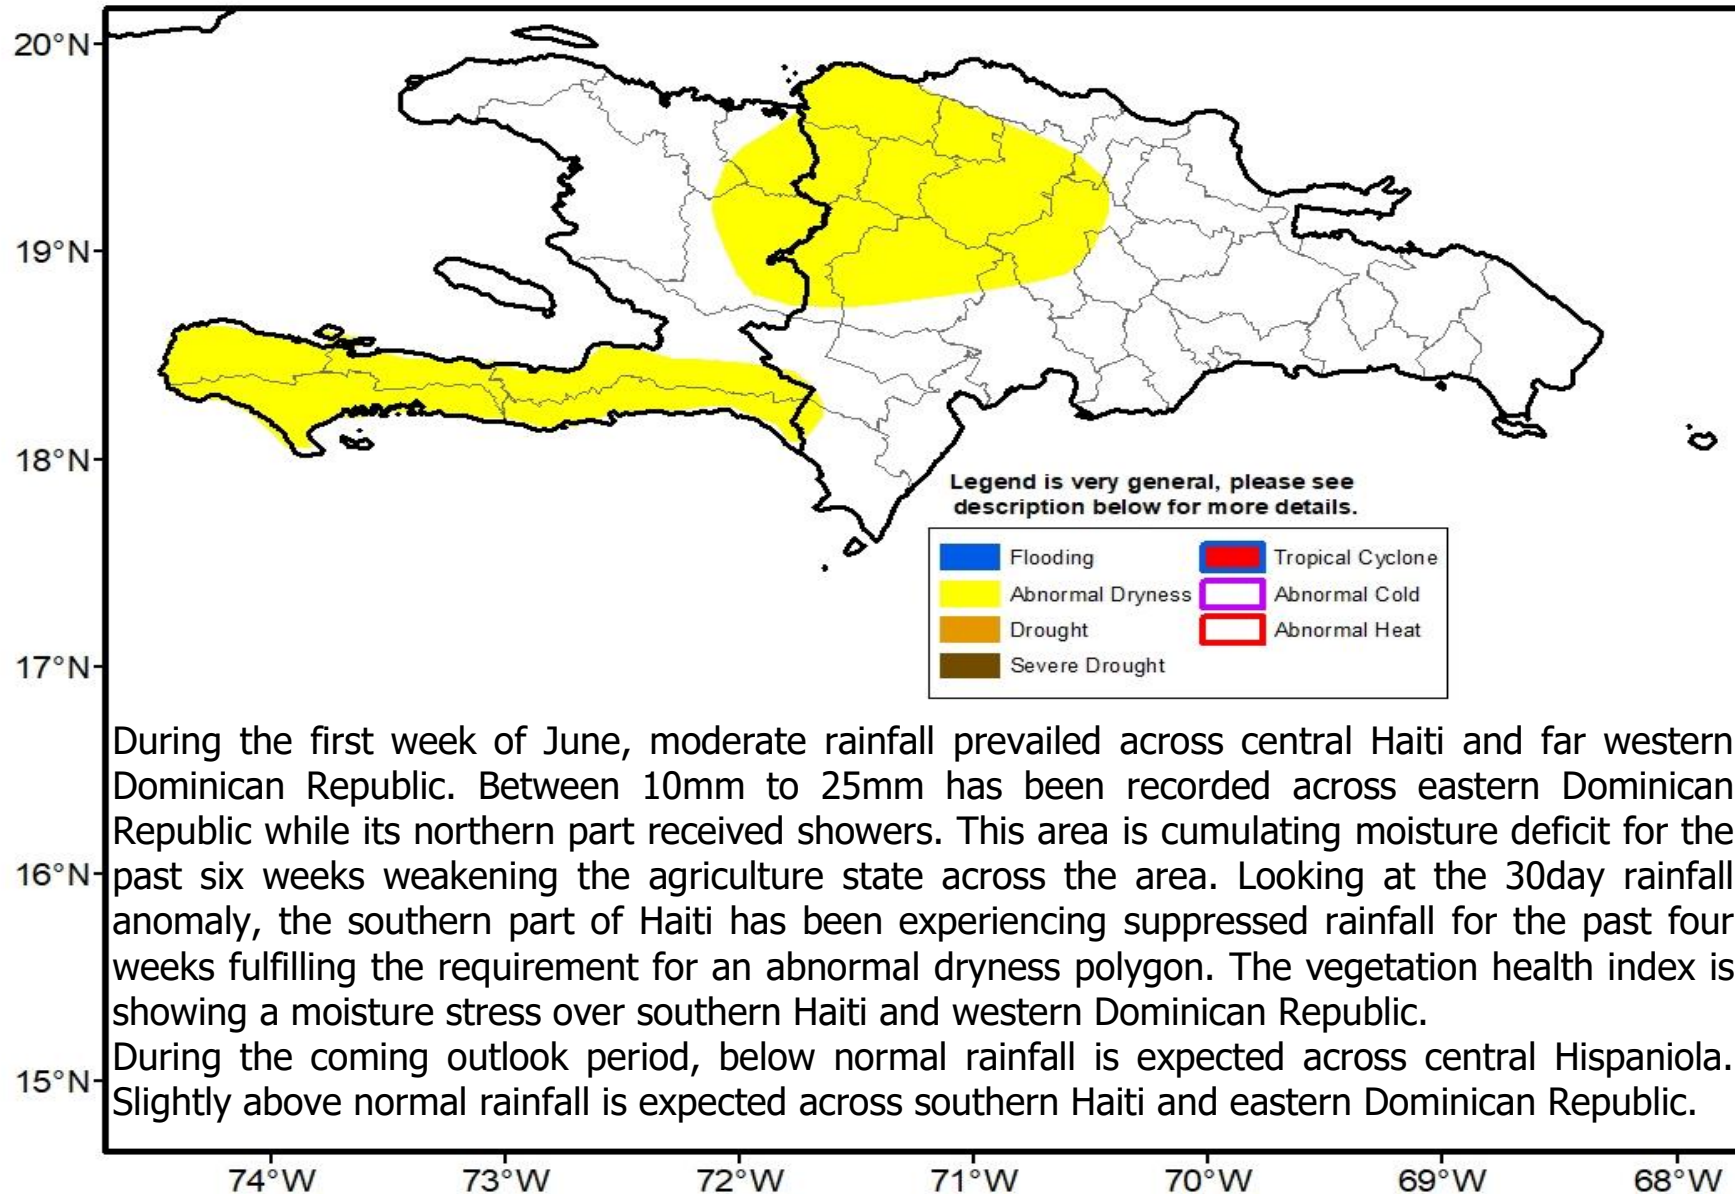 20°N
19°N
18°N
17°N
16°N
15°N
Legend is very general, please see
description below for more details.
Flooding
Tropical Cyclone
Abnormal Dryness
Abnormal Cold
Drought
Abnormal Heat
Severe Drought
During the first week of June, moderate rainfall prevailed across central Haiti and far western
Dominican Republic. Between 10mm to 25mm has been recorded across eastern Dominican
Republic while its northern part received showers. This area is cumulating moisture deficit for the
past six weeks weakening the agriculture state across the area. Looking at the 30day rainfall
anomaly, the southern part of Haiti has been experiencing suppressed rainfall for the past four
weeks fulfilling the requirement for an abnormal dryness polygon. The vegetation health index is
showing a moisture stress over southern Haiti and western Dominican Republic.
During the coming outlook period, below normal rainfall is expected across central Hispaniola.
Slightly above normal rainfall is expected across southern Haiti and eastern Dominican Republic.
74°W
73°W
72°W
71°W
70°W
69°W
68°W